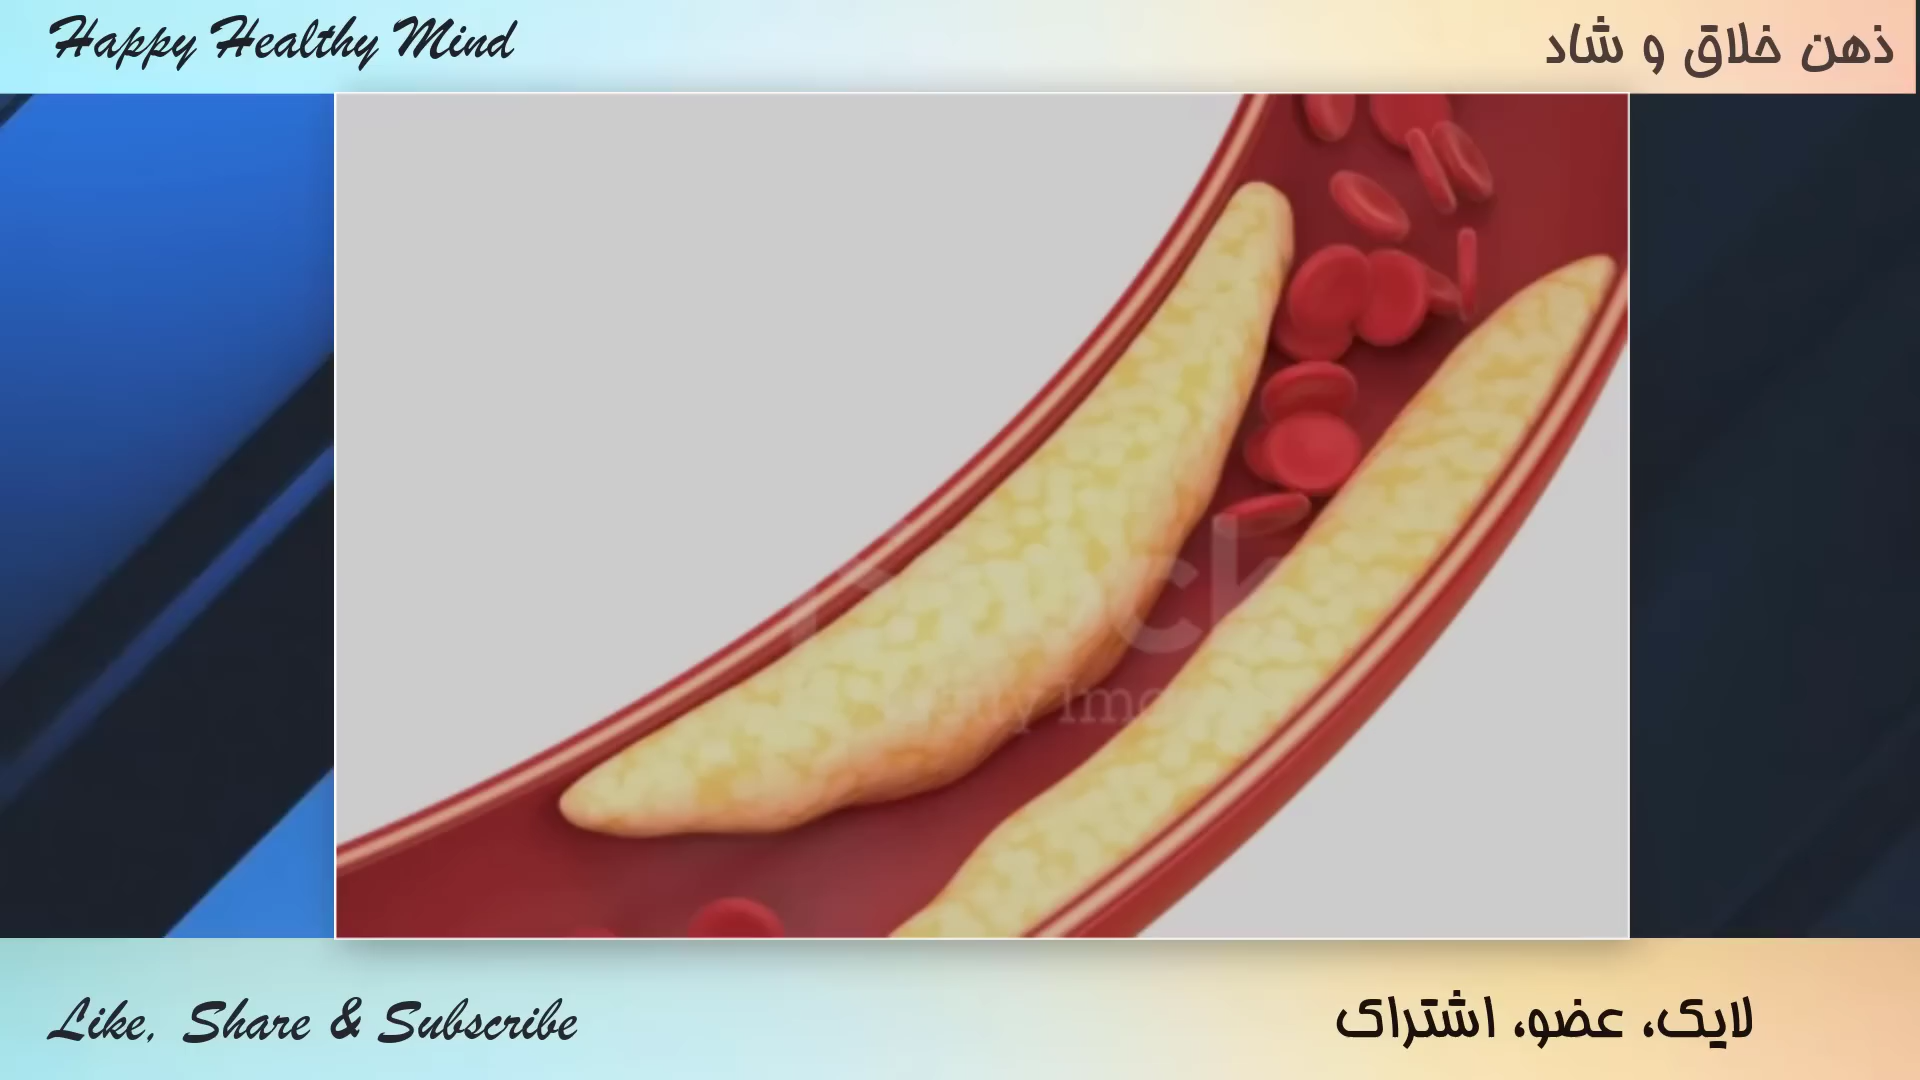 Happy Healthy Mind
ذهن خلاق و شاد
Like, Share & Subscribe
لایک، عضو، اشتراک